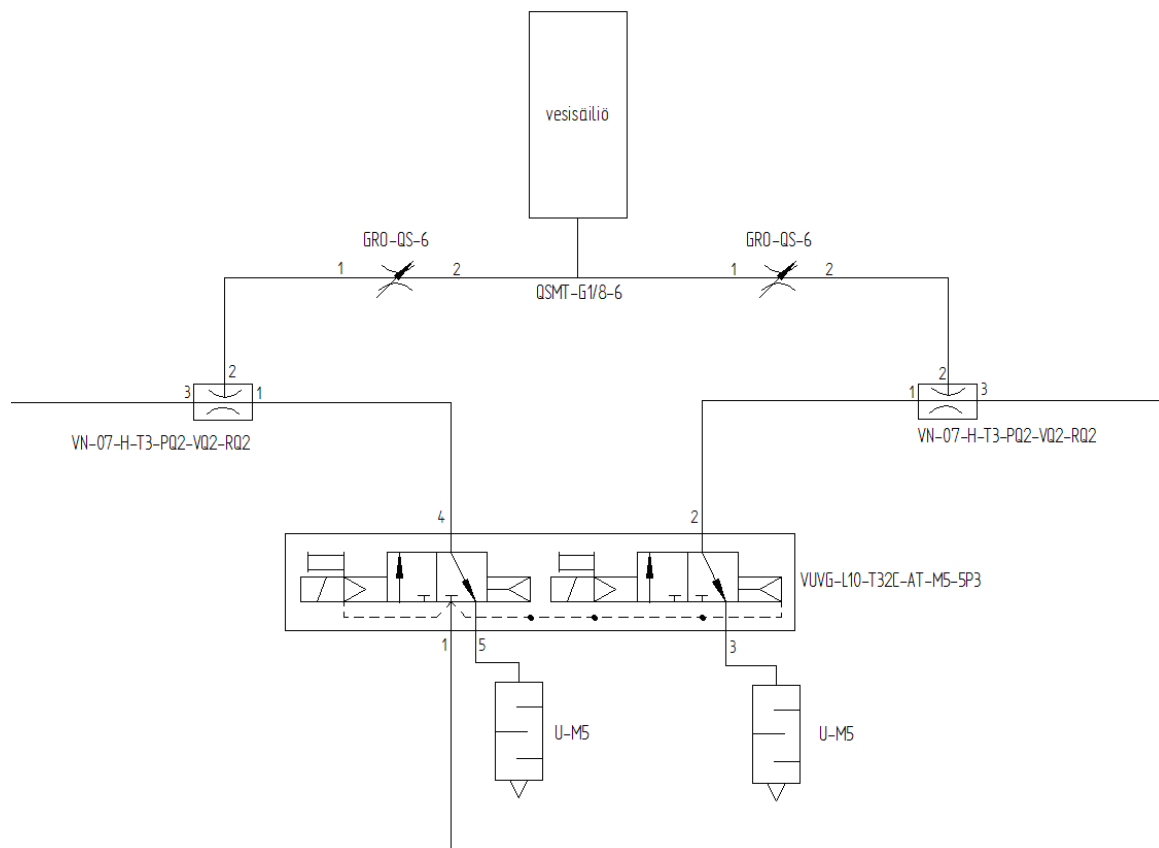 vesisäiliö
GRO-QS-6
GRO-QS-6
1
2
1
2
QSMT-G1/8-6
2
3
1
2
1
3
VN-07-H-T3-PQ2-VQ2-RQ2
VN-07-H-T3-PQ2-VQ2-RQ2
4
2
VUVG-L10-T32C-AT-M5-5P3
1
5
3
U-M5
U-M5